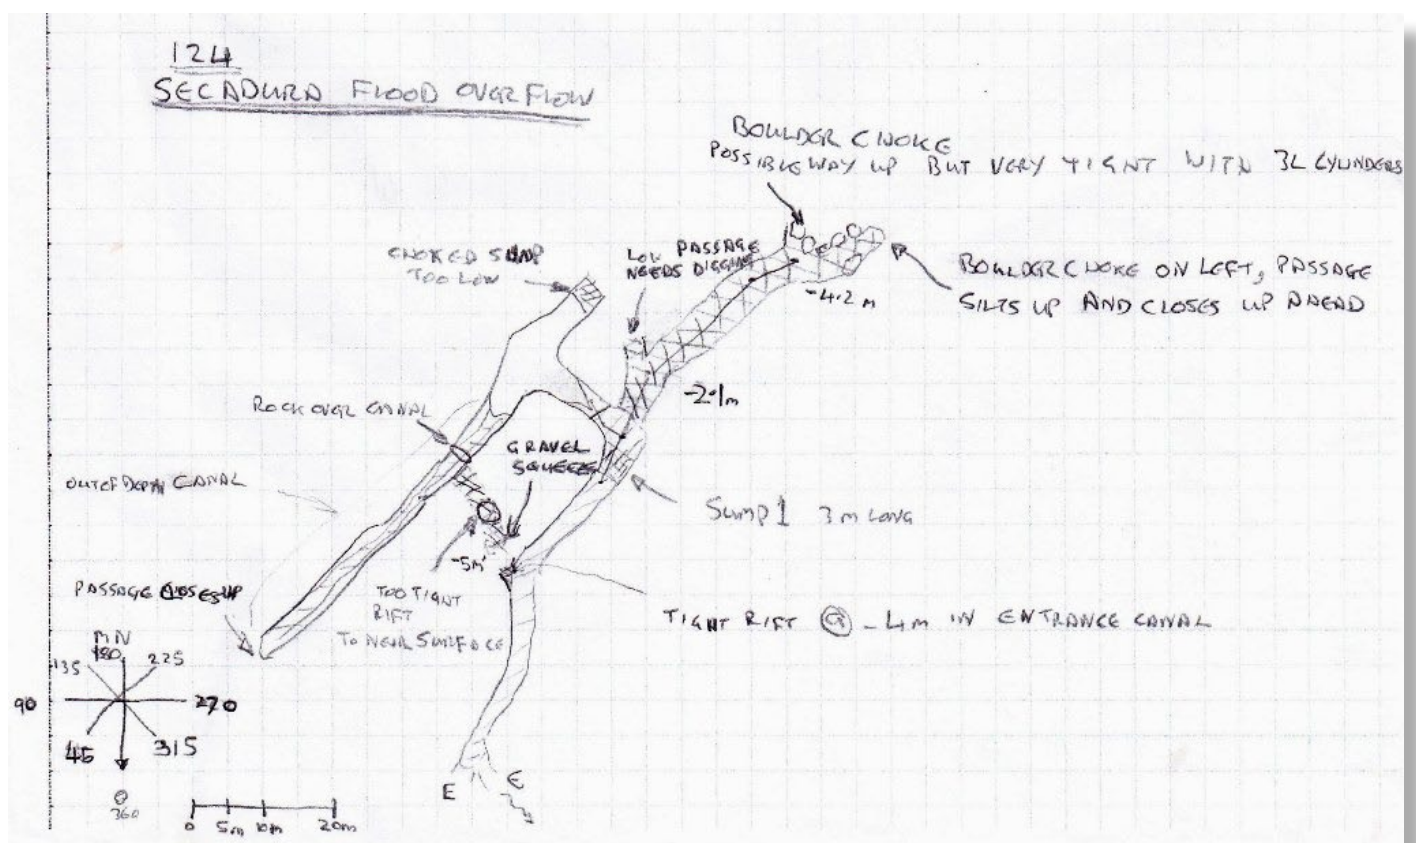 124
SECADURA FLOOD OVERFLOW
BOULDER CHOKE
POSSIBLE WAY UP BUT VERY TIGHT WITH 3L CYLINDERS
CHOKED SUMP
TOO LOW
LOW PASSAGE
NEEDS DIGGING
BOULDER CHOKE ON LEFT, PASSAGE
SILTS UP AND CLOSES UP AHEAD
-4.2m
-2.1m
ROCK OVER CANAL
GRAVEL
SQUEEZE
OUT OF DEPTH CANAL
SUMP 1 3m LONG
-5m
PASSAGE CLOSES UP
TOO TIGHT
RIFT
TO NEAR SURFACE
TIGHT RIFT @ -4m IN ENTRANCE CANAL
MN
180
135
225
90
270
45
315
0
360
E
E
0 5m 10m 20m